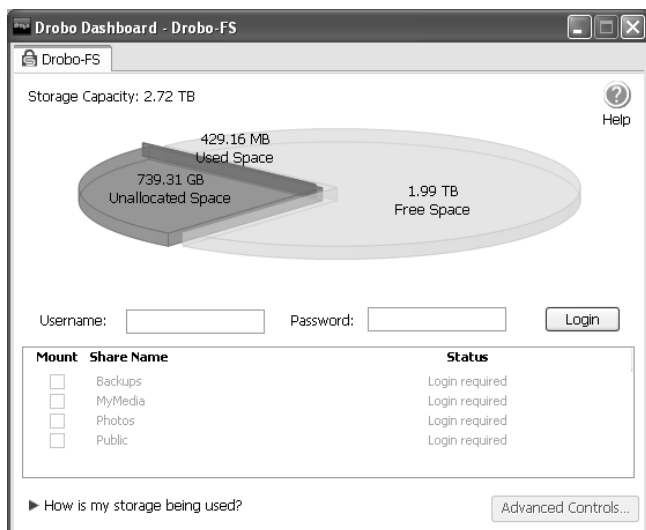 Drobo Dashboard - Drobo-FS
Drobo-FS
Storage Capacity: 2.72 TB
Help
429.16 MB
Used Space
739.31 GB
Unallocated Space
1.99 TB
Free Space
Username:
Password:
Login
Mount Share Name Status
Backups Login required
MyMedia Login required
Photos Login required
Public Login required
How is my storage being used?
Advanced Controls...